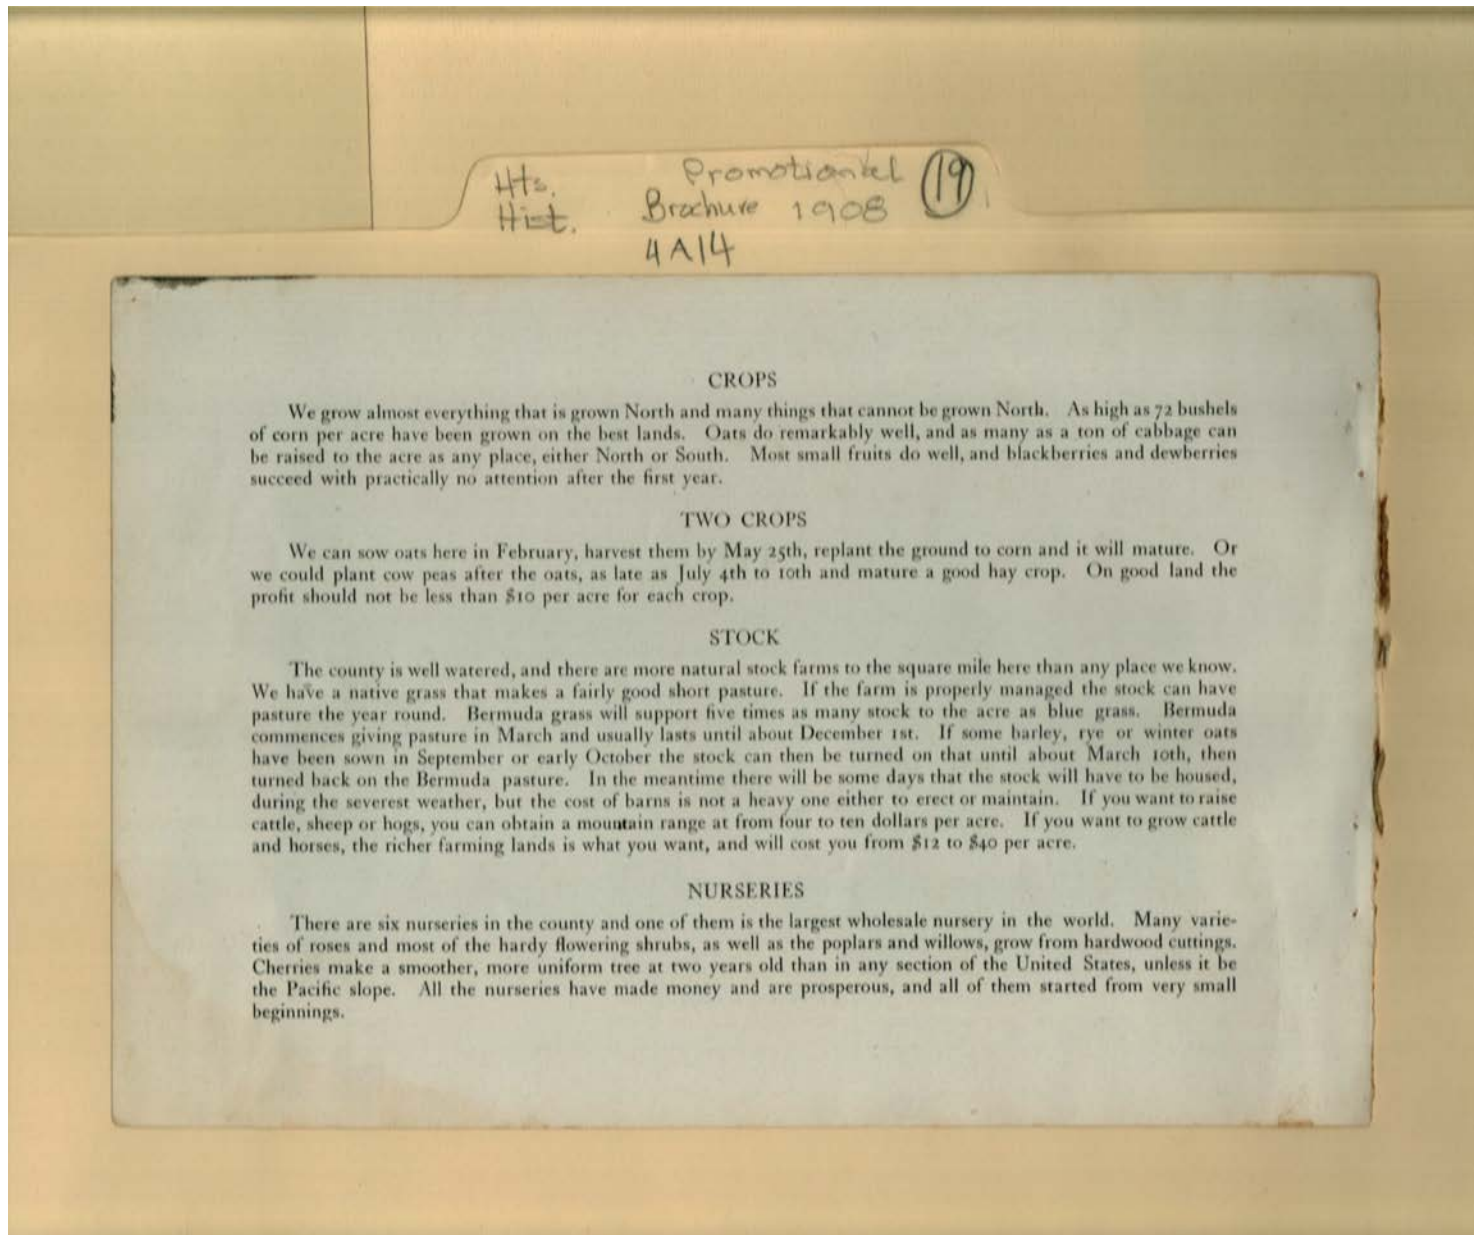 Hts. Promotional 19
Hist. Brochure 1908
4A14
CROPS
We grow almost everything that is grown North and many things that cannot be grown North. As high as 72 bushels
of corn per acre have been grown on the best lands. Oats do remarkably well, and as many as a ton of cabbage can
be raised to the acre as any place, either North or South. Most small fruits do well, and blackberries and dewberries
succeed with practically no attention after the first year.
TWO CROPS
We can sow oats here in February, harvest them by May 25th, replant the ground to corn and it will mature. Or
we could plant cow peas after the oats, as late as July 4th to 10th and mature a good hay crop. On good land the
profit should not be less than $10 per acre for each crop.
STOCK
The county is well watered, and there are more natural stock farms to the square mile here than any place we know.
We have a native grass that makes a fairly good short pasture. If the farm is properly managed the stock can have
pasture the year round. Bermuda grass will support five times as many stock to the acre as blue grass. Bermuda
commences giving pasture in March and usually lasts until about December 1st. If some barley, rye or winter oats
have been sown in September or early October the stock can then be turned on that until about March 10th, then
turned back on the Bermuda pasture. In the meantime there will be some days that the stock will have to be housed,
during the severest weather, but the cost of barns is not a heavy one either to erect or maintain. If you want to raise
cattle, sheep or hogs, you can obtain a mountain range at from four to ten dollars per acre. If you want to grow cattle
and horses, the richer farming lands is what you want, and will cost you from $12 to $40 per acre.
NURSERIES
There are six nurseries in the county and one of them is the largest wholesale nursery in the world. Many varie-
ties of roses and most of the hardy flowering shrubs, as well as the poplars and willows, grow from hardwood cuttings.
Cherries make a smoother, more uniform tree at two years old than in any section of the United States, unless it be
the Pacific slope. All the nurseries have made money and are prosperous, and all of them started from very small
beginnings.